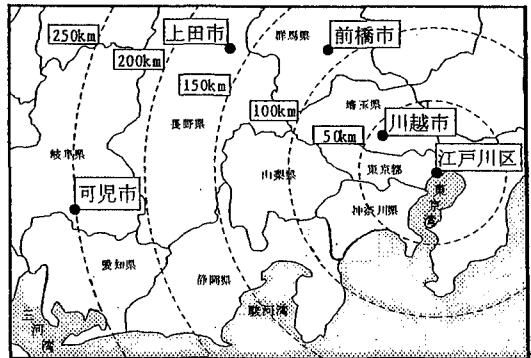 250km
200km
150km
100km
50km
上田市
前橋市
川越市
江戸川区
可児市
群馬県
埼玉県
長野県
岐阜県
山梨県
東京都
神奈川県
東京湾
愛知県
静岡県
駿河湾
三河湾